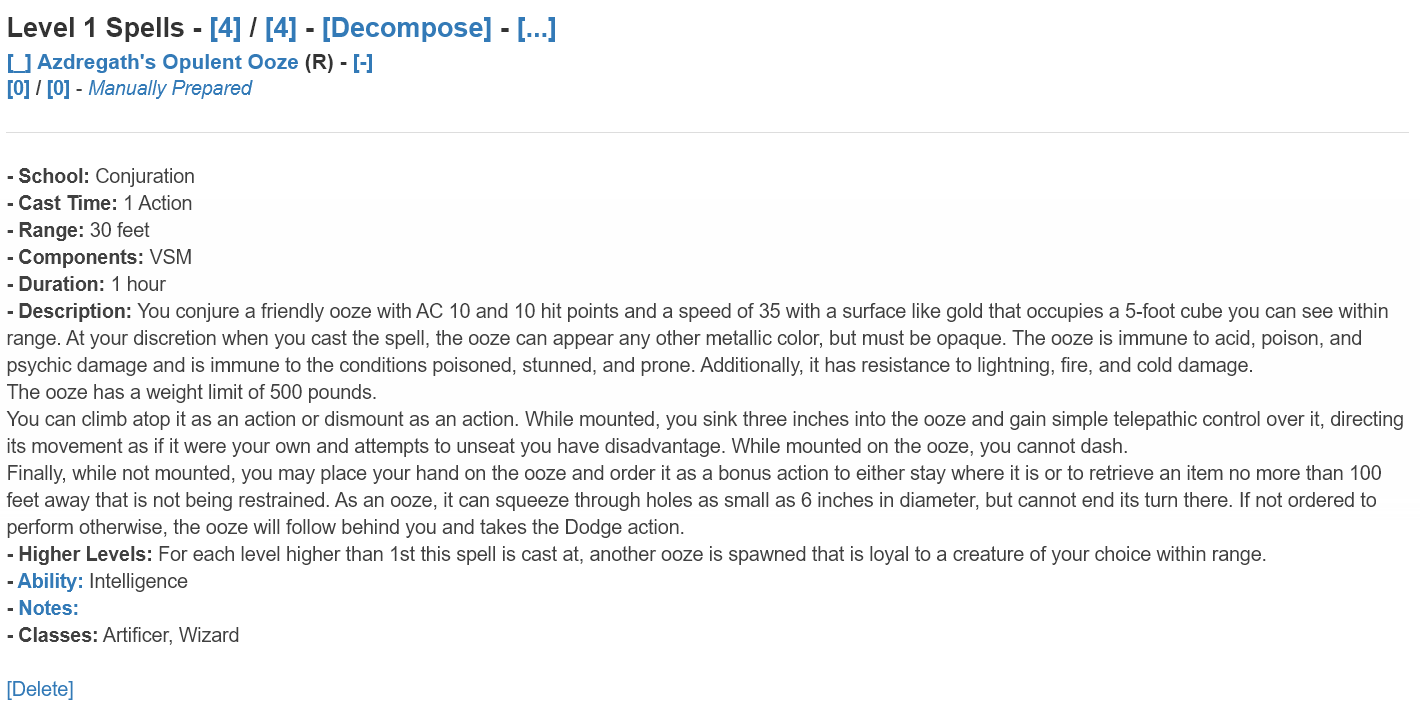 Level 1 Spells - [4] / [4] - [Decompose] - [...]
[_] Azdregath's Opulent Ooze (R) - [-]
[0] / [0] - Manually Prepared
- School: Conjuration
- Cast Time: 1 Action
- Range: 30 feet
- Components: VSM
- Duration: 1 hour
- Description: You conjure a friendly ooze with AC 10 and 10 hit points and a speed of 35 with a surface like gold that occupies a 5-foot cube you can see within
range. At your discretion when you cast the spell, the ooze can appear any other metallic color, but must be opaque. The ooze is immune to acid, poison, and
psychic damage and is immune to the conditions poisoned, stunned, and prone. Additionally, it has resistance to lightning, fire, and cold damage.
The ooze has a weight limit of 500 pounds.
You can climb atop it as an action or dismount as an action. While mounted, you sink three inches into the ooze and gain simple telepathic control over it, directing
its movement as if it were your own and attempts to unseat you have disadvantage. While mounted on the ooze, you cannot dash.
Finally, while not mounted, you may place your hand on the ooze and order it as a bonus action to either stay where it is or to retrieve an item no more than 100
feet away that is not being restrained. As an ooze, it can squeeze through holes as small as 6 inches in diameter, but cannot end its turn there. If not ordered to
perform otherwise, the ooze will follow behind you and takes the Dodge action.
- Higher Levels: For each level higher than 1st this spell is cast at, another ooze is spawned that is loyal to a creature of your choice within range.
- Ability: Intelligence
- Notes:
- Classes: Artificer, Wizard
[Delete]